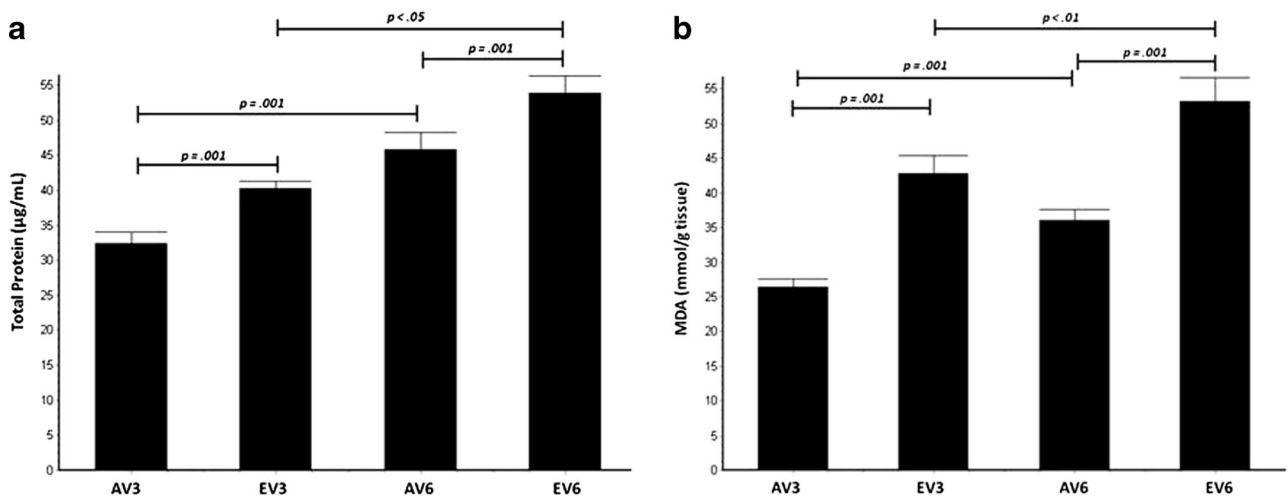 a
p < .05
p = .001
p = .001
p = .001
Total Protein (µg/mL)
55
50
45
40
35
30
25
20
15
10
5
0
AV3 EV3 AV6 EV6
b
p < .01
p = .001
p = .001
p = .001
MDA (mmol/g tissue)
55
50
45
40
35
30
25
20
15
10
5
0
AV3 EV3 AV6 EV6